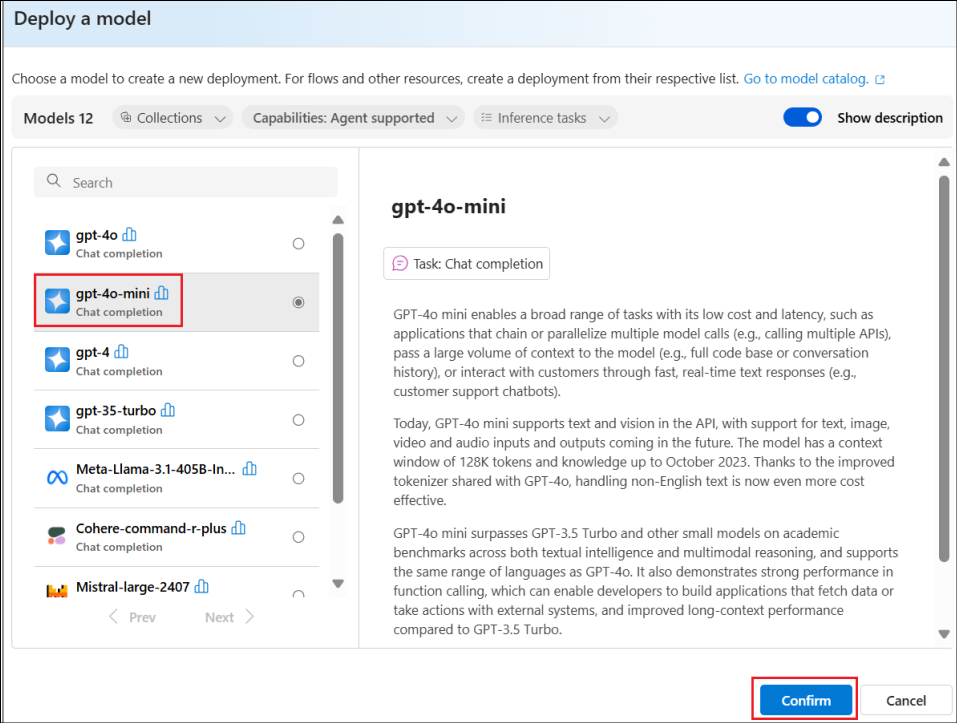 Deploy a model
Choose a model to create a new deployment. For flows and other resources, create a deployment from their respective list. Go to model catalog.
Models 12
Collections
Capabilities: Agent supported
Inference tasks
Show description
Search
gpt-4o
Chat completion
gpt-4o-mini
Chat completion
gpt-4
Chat completion
gpt-35-turbo
Chat completion
Meta-Llama-3.1-405B-In...
Chat completion
Cohere-command-r-plus
Chat completion
Mistral-large-2407
Prev
Next
gpt-4o-mini
Task: Chat completion
GPT-4o mini enables a broad range of tasks with its low cost and latency, such as
applications that chain or parallelize multiple model calls (e.g., calling multiple APIs),
pass a large volume of context to the model (e.g., full code base or conversation
history), or interact with customers through fast, real-time text responses (e.g.,
customer support chatbots).
Today, GPT-4o mini supports text and vision in the API, with support for text, image,
video and audio inputs and outputs coming in the future. The model has a context
window of 128K tokens and knowledge up to October 2023. Thanks to the improved
tokenizer shared with GPT-4o, handling non-English text is now even more cost
effective.
GPT-4o mini surpasses GPT-3.5 Turbo and other small models on academic
benchmarks across both textual intelligence and multimodal reasoning, and supports
the same range of languages as GPT-4o. It also demonstrates strong performance in
function calling, which can enable developers to build applications that fetch data or
take actions with external systems, and improved long-context performance
compared to GPT-3.5 Turbo.
Confirm
Cancel